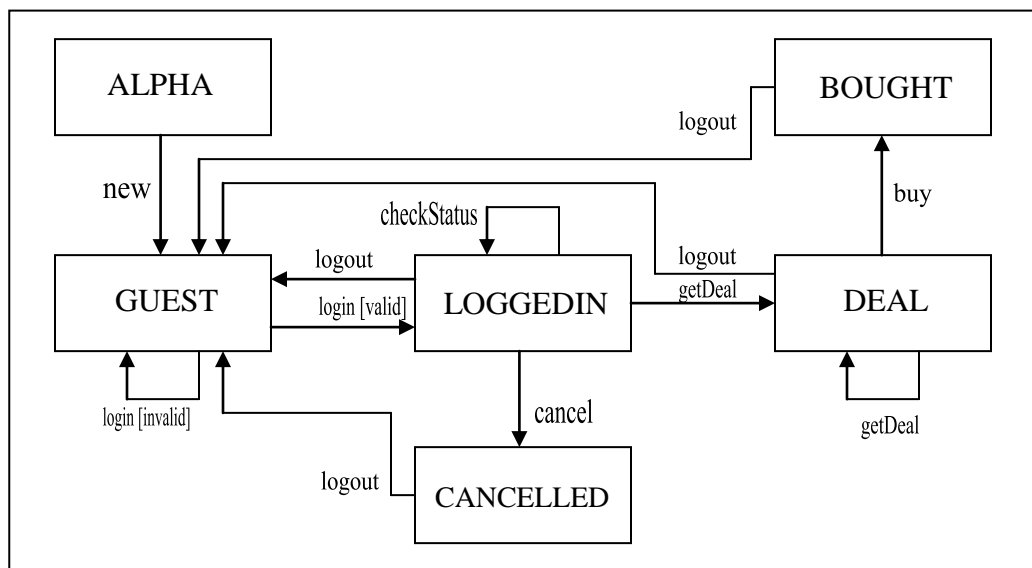 ALPHA
BOUGHT
logout
new
buy
checkStatus
logout
logout
GUEST
login [valid]
LOGGEDIN
getDeal
DEAL
login [invalid]
cancel
getDeal
logout
CANCELLED